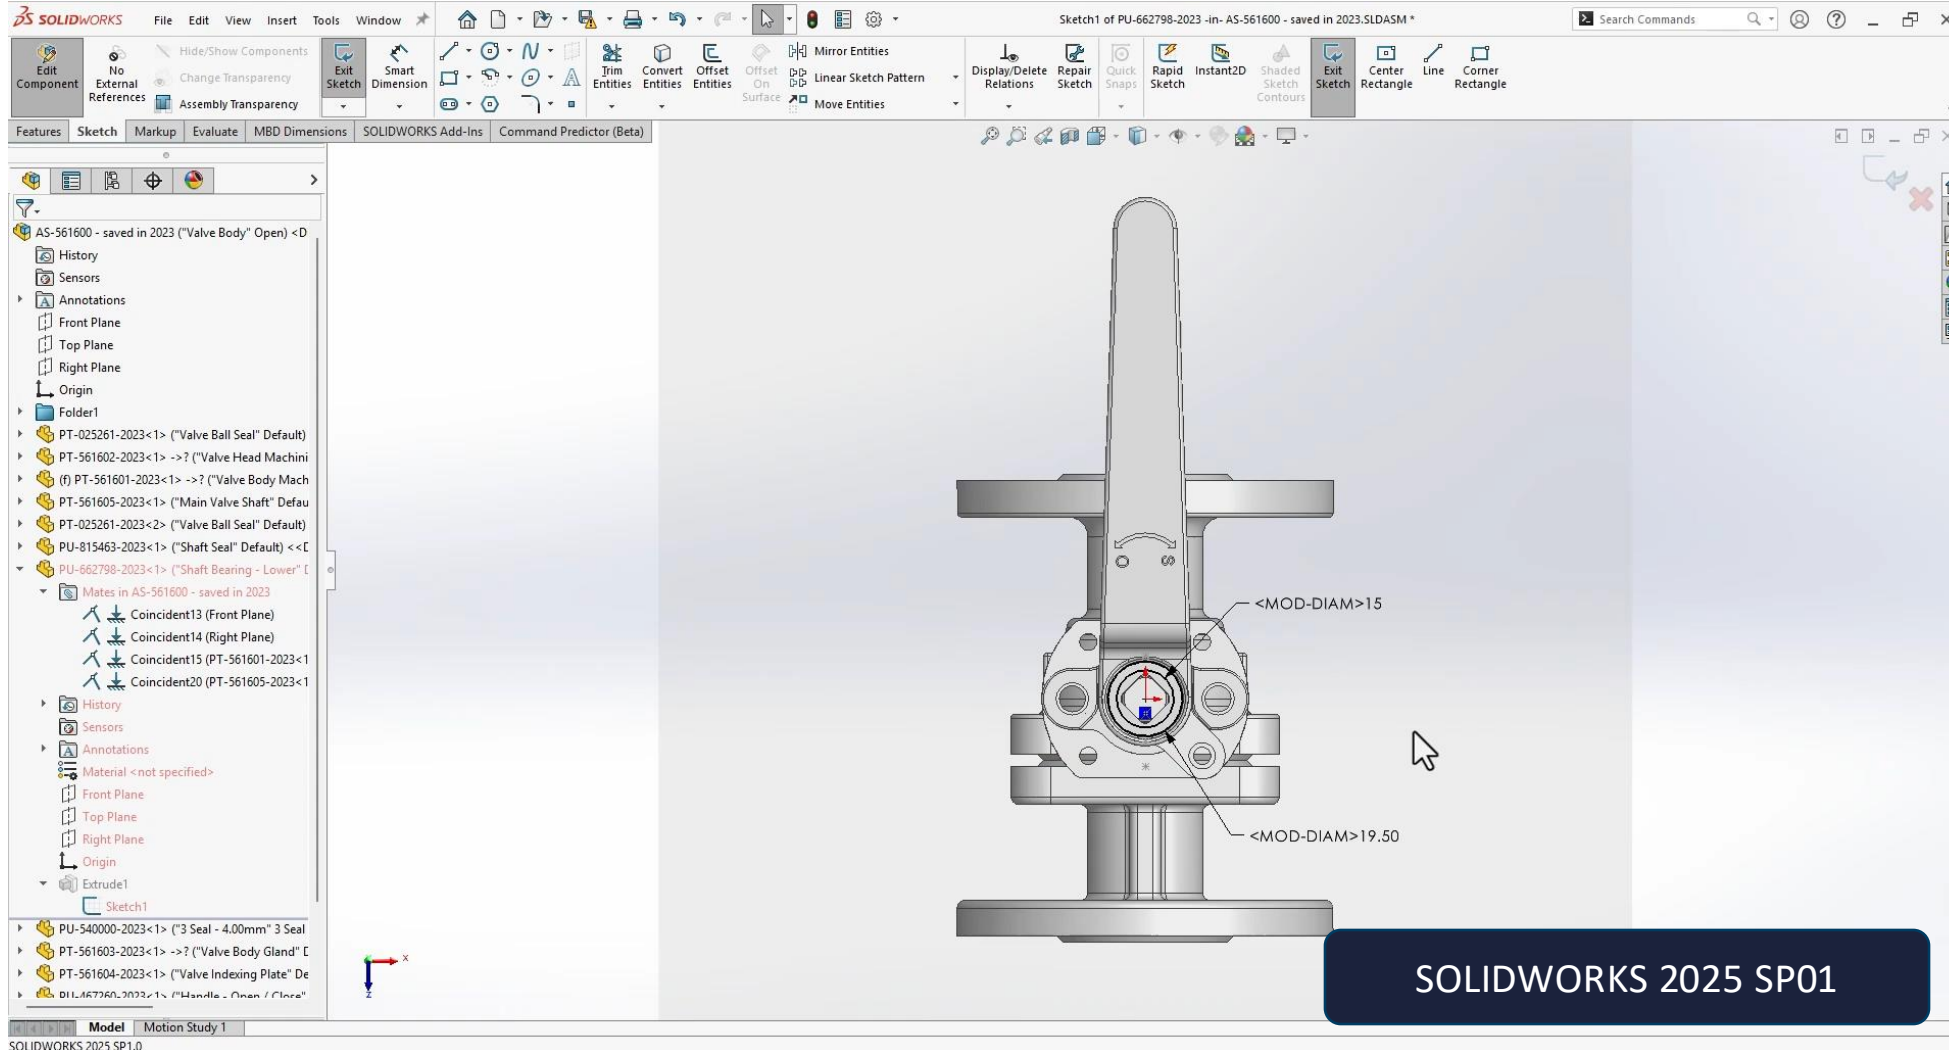 SOLIDWORKS File Edit View Insert Tools Window
Sketch1 of PU-662798-2023 -in- AS-561600 - saved in 2023.SLDASM *
Search Commands
Edit Component
No External References
Hide/Show Components
Change Transparency
Assembly Transparency
Exit Sketch
Smart Dimension
Trim Entities
Convert Entities
Offset Entities
Offset On Surface
Mirror Entities
Linear Sketch Pattern
Move Entities
Display/Delete Relations
Repair Sketch
Quick Snaps
Rapid Sketch
Instant2D
Shaded Sketch Contours
Exit Sketch
Center Rectangle
Line
Corner Rectangle
Features Sketch Markup Evaluate MBD Dimensions SOLIDWORKS Add-Ins Command Predictor (Beta)
AS-561600 - saved in 2023 ("Valve Body" Open) <D
History
Sensors
Annotations
Front Plane
Top Plane
Right Plane
Origin
Folder1
PT-025261-2023<1> ("Valve Ball Seal" Default)
PT-561602-2023<1> ->? ("Valve Head Machini
(f) PT-561601-2023<1> ->? ("Valve Body Mach
PT-561605-2023<1> ("Main Valve Shaft" Defau
PT-025261-2023<2> ("Valve Ball Seal" Default)
PU-815463-2023<1> ("Shaft Seal" Default) <<D
PU-662798-2023<1> ("Shaft Bearing - Lower" D
Mates in AS-561600 - saved in 2023
Coincident13 (Front Plane)
Coincident14 (Right Plane)
Coincident15 (PT-561601-2023<1
Coincident20 (PT-561605-2023<1
History
Sensors
Annotations
Material <not specified>
Front Plane
Top Plane
Right Plane
Origin
Extrude1
Sketch1
PU-540000-2023<1> ("3 Seal - 4.00mm" 3 Seal
PT-561603-2023<1> ->? ("Valve Body Gland" D
PT-561604-2023<1> ("Valve Indexing Plate" De
PU-467260-2023<1> ("Handle - Open / Close"
O S
<MOD-DIAM>15
<MOD-DIAM>19.50
x
z
SOLIDWORKS 2025 SP01
Model Motion Study 1
SOLIDWORKS 2025 SP1.0